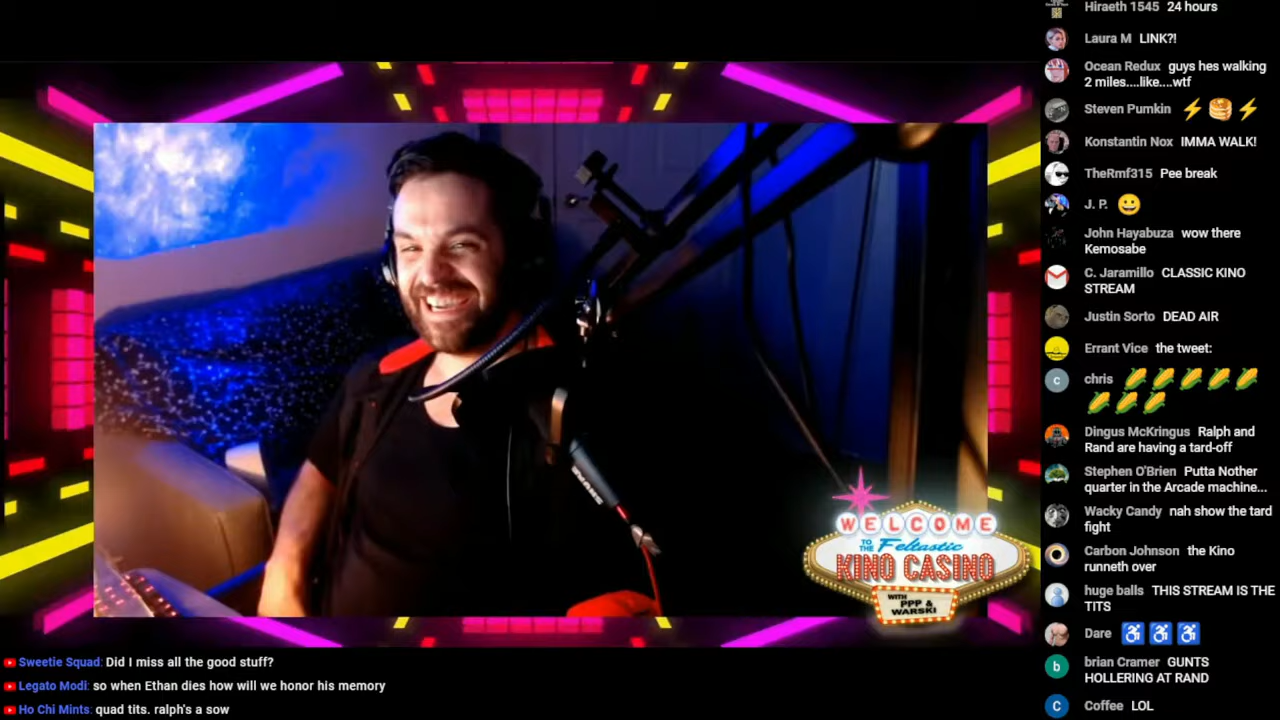 Hiraeth 1545 24 hours
Laura M LINK?!
Ocean Redux guys hes walking
2 miles....like....wtf
Steven Pumkin ⚡🥞⚡
Konstantin Nox IMMA WALK!
TheRmf315 Pee break
J. P. 😀
John Hayabuza wow there
Kemosabe
C. Jaramillo CLASSIC KINO
STREAM
Justin Sorto DEAD AIR
Errant Vice the tweet:
chris 🌽🌽🌽🌽🌽
🌽🌽🌽
Dingus McKringus Ralph and
Rand are having a tard-off
Stephen O'Brien Putta Nother
quarter in the Arcade machine...
Wacky Candy nah show the tard
fight
Carbon Johnson the Kino
runneth over
huge balls THIS STREAM IS THE
TITS
Dare ♿♿♿
brian Cramer GUNTS
HOLLERING AT RAND
Coffee LOL
WELCOME
TO THE Feltastic
KINO CASINO
WITH
PPP &
WARSKI
Sweetie Squad: Did I miss all the good stuff?
Legato Modi: so when Ethan dies how will we honor his memory
Ho Chi Mints: quad tits. ralph's a sow